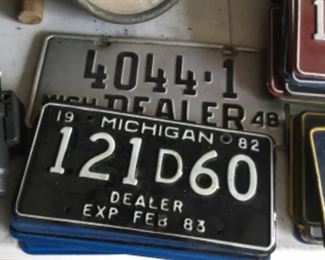 4044·1
DEALER 48
19 MICHIGAN 82
121D60
DEALER
EXP FEB 83